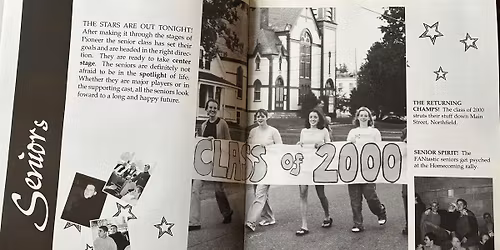 Seniors
THE STARS ARE OUT TONIGHT!
After making it through the stages of
Pioneer the senior class has set their
goals and are headed in the right direc-
tion. They are ready to take center
stage. The seniors are definitely not
afraid to be in the spotlight of life.
Whether they are major players or in
the supporting cast, all the seniors look
foward to a long and happy future.
CLASS of 2000
THE RETURNING
CHAMPS! The class of 2000
struts their stuff down Main
Street, Northfield.
SENIOR SPIRIT! The
FANtastic seniors get psyched
at the Homecoming rally.